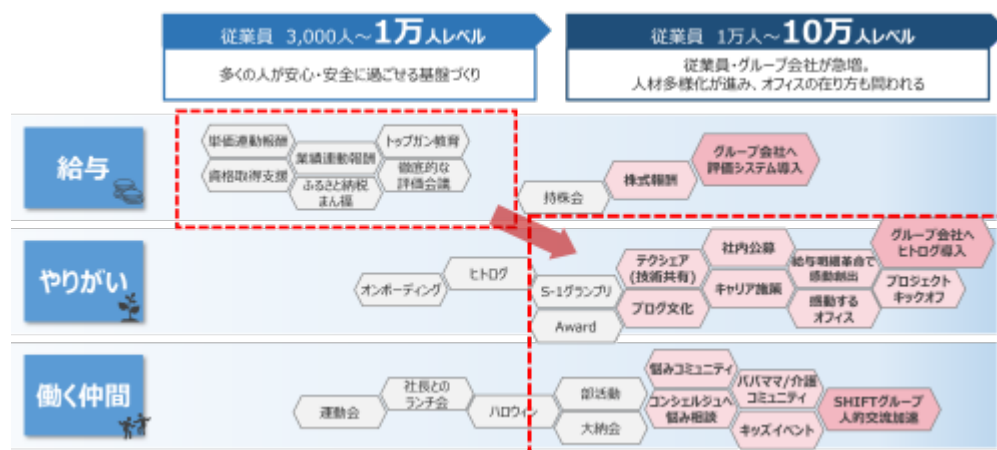 従業員 3,000人～1万人レベル
多くの人が安心・安全に過ごせる基盤づくり
従業員 1万人～10万人レベル
従業員・グループ会社が急増。
人材多様化が進み、オフィスの在り方も問われる
給与
単価連動報酬
資格取得支援
業績連動報酬
ふるさと納税
まん福
トップガン教育
徹底的な
評価会議
持株会
株式報酬
グループ会社へ
評価システム導入
やりがい
オンボーディング
ヒトログ
S-1グランプリ
Award
テクシェア
(技術共有)
ブログ文化
社内公募
キャリア施策
給与明細革命で
感動創出
感動する
オフィス
グループ会社へ
ヒトログ導入
プロジェクト
キックオフ
働く仲間
運動会
社長との
ランチ会
ハロウィン
部活動
大納会
悩みコミュニティ
コンシェルジュへ
悩み相談
パパママ/介護
コミュニティ
キッズイベント
SHIFTグループ
人的交流加速